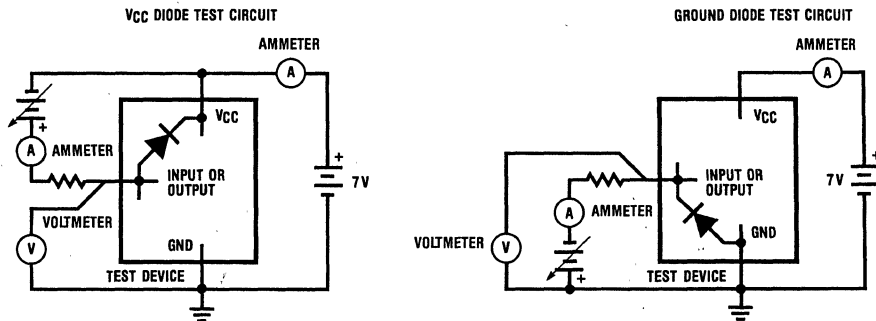 VCC DIODE TEST CIRCUIT
AMMETER
A
VCC
+
A AMMETER
INPUT OR
OUTPUT
+
7V
VOLTMETER
V
GND
TEST DEVICE
GROUND DIODE TEST CIRCUIT
AMMETER
A
VCC
INPUT OR
OUTPUT
+
7V
A AMMETER
VOLTMETER V
GND
+
TEST DEVICE